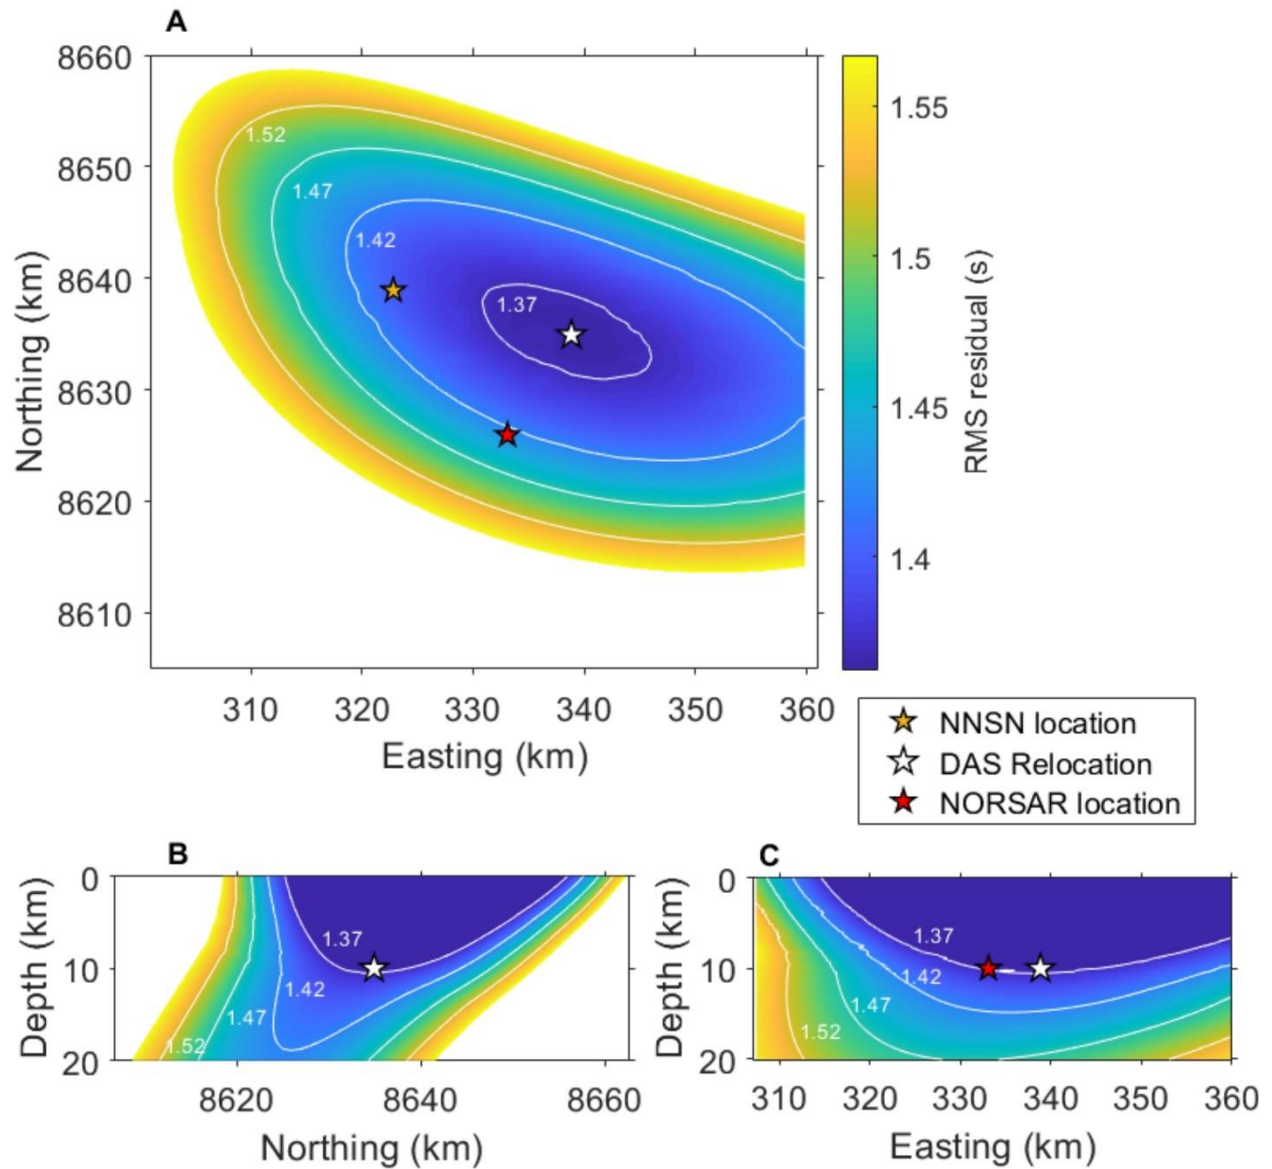 A
8660
8650
8640
8630
8620
8610
Northing (km)
1.52
1.47
1.42
1.37
310 320 330 340 350 360
Easting (km)
1.55
1.5
1.45
1.4
RMS residual (s)
NNSN location
DAS Relocation
NORSAR location
B
0
10
20
Depth (km)
1.37
1.42
1.47
1.52
8620 8640 8660
Northing (km)
C
0
10
20
Depth (km)
1.37
1.42
1.47
1.52
310 320 330 340 350 360
Easting (km)